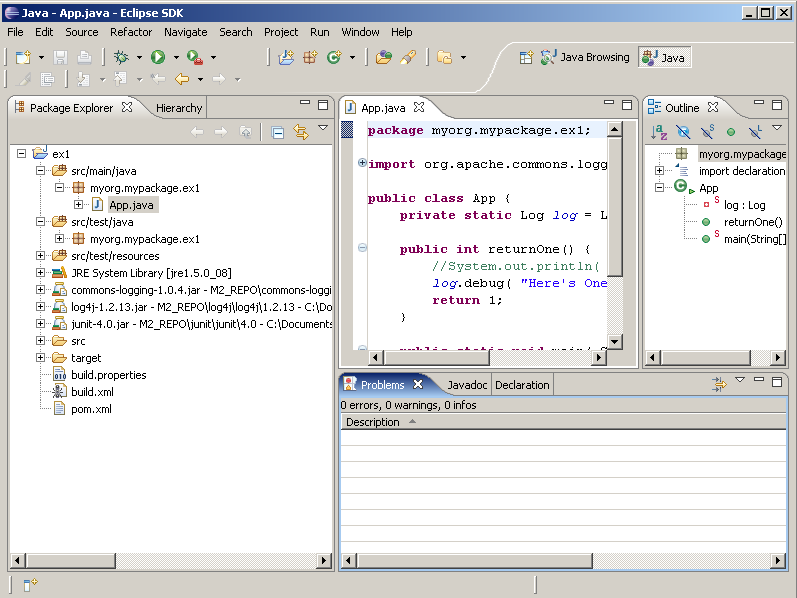 Java - App.java - Eclipse SDK
File Edit Source Refactor Navigate Search Project Run Window Help
Java Browsing Java
Package Explorer Hierarchy
ex1
src/main/java
myorg.mypackage.ex1
App.java
src/test/java
myorg.mypackage.ex1
src/test/resources
JRE System Library [jre1.5.0_08]
commons-logging-1.0.4.jar - M2_REPO\commons-loggi
log4j-1.2.13.jar - M2_REPO\log4j\log4j\1.2.13 - C:\Do
junit-4.0.jar - M2_REPO\junit\junit\4.0 - C:\Documents
src
target
build.properties
build.xml
pom.xml
App.java
package myorg.mypackage.ex1;
import org.apache.commons.logg
public class App {
private static Log log = L
public int returnOne() {
//System.out.println(
log.debug( "Here's One
return 1;
}
public static void main( S
Outline
myorg.mypackage
import declaration
App
log : Log
returnOne()
main(String[]
Problems Javadoc Declaration
0 errors, 0 warnings, 0 infos
Description